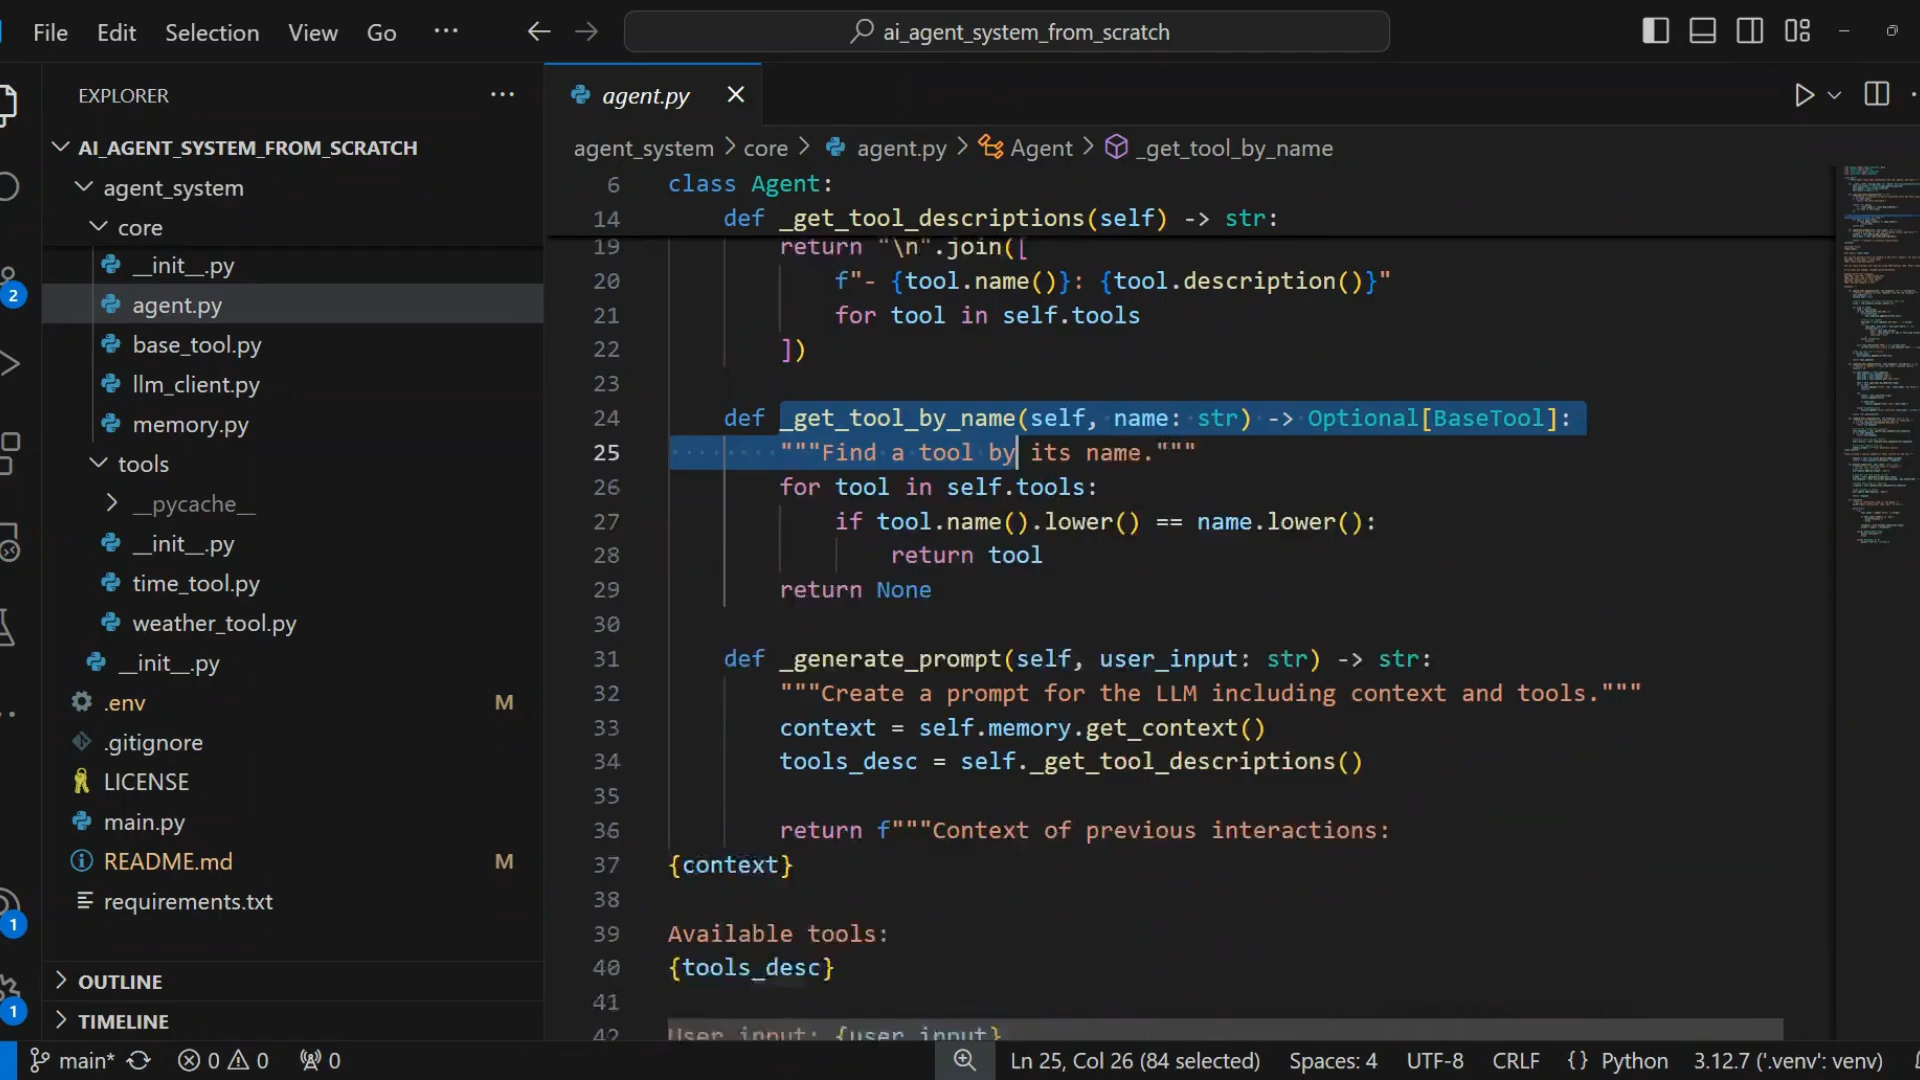 File Edit Selection View Go ··· ai_agent_system_from_scratch
EXPLORER ···
AI_AGENT_SYSTEM_FROM_SCRATCH
agent_system
core
__init__.py
agent.py
base_tool.py
llm_client.py
memory.py
tools
__pycache__
__init__.py
time_tool.py
weather_tool.py
__init__.py
.env M
.gitignore
LICENSE
main.py
README.md M
requirements.txt
OUTLINE
TIMELINE
2
1
1
agent.py
agent_system > core > agent.py > Agent > _get_tool_by_name
6 class Agent:
14 def _get_tool_descriptions(self) -> str:
19 return "\n".join([
20 f"- {tool.name()}: {tool.description()}"
21 for tool in self.tools
22 ])
23
24 def _get_tool_by_name(self, name: str) -> Optional[BaseTool]:
25 """Find a tool by its name."""
26 for tool in self.tools:
27 if tool.name().lower() == name.lower():
28 return tool
29 return None
30
31 def _generate_prompt(self, user_input: str) -> str:
32 """Create a prompt for the LLM including context and tools."""
33 context = self.memory.get_context()
34 tools_desc = self._get_tool_descriptions()
35
36 return f"""Context of previous interactions:
37 {context}
38
39 Available tools:
40 {tools_desc}
41
42 User input: {user_input}
main* 0 0 0 Ln 25, Col 26 (84 selected) Spaces: 4 UTF-8 CRLF {} Python 3.12.7 ('.venv': venv)